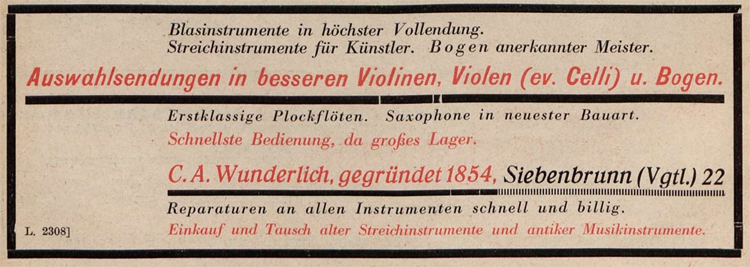 Blasinstrumente in höchster Vollendung.
Streichinstrumente für Künstler. Bogen anerkannter Meister.
Auswahlsendungen in besseren Violinen, Violen (ev. Celli) u. Bogen.
Erstklassige Plockflöten. Saxophone in neuester Bauart.
Schnellste Bedienung, da großes Lager.
C. A. Wunderlich, gegründet 1854, Siebenbrunn (Vgtl.) 22
Reparaturen an allen Instrumenten schnell und billig.
L. 2308] Einkauf und Tausch alter Streichinstrumente und antiker Musikinstrumente.